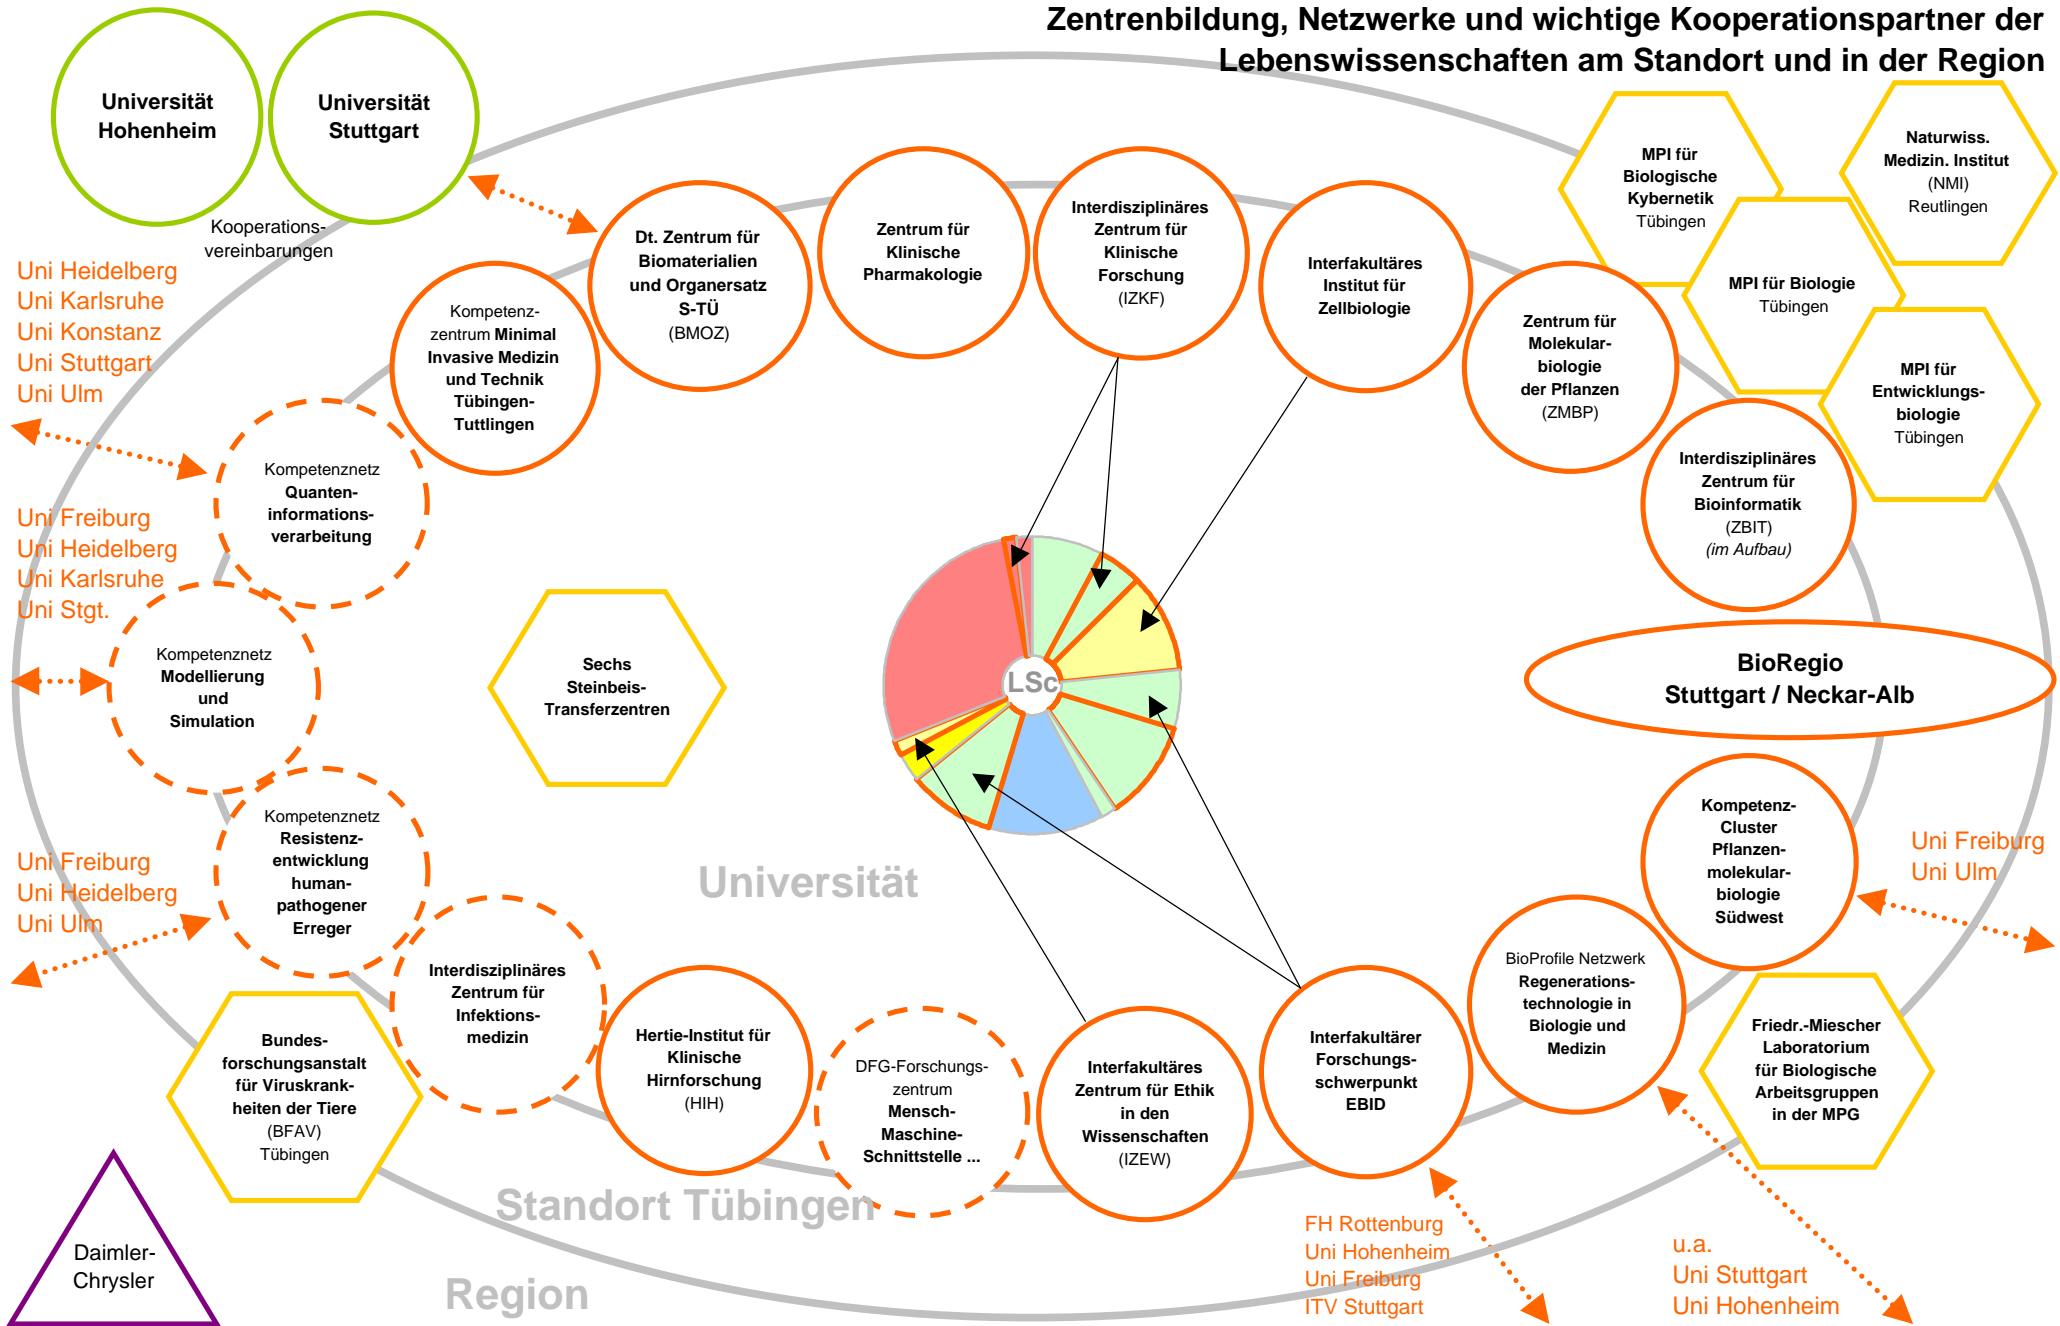 Zentrenbildung, Netzwerke und wichtige Kooperationspartner der
Lebenswissenschaften am Standort und in der Region
Universität
Hohenheim
Universität
Stuttgart
Kooperations-
vereinbarungen
Uni Heidelberg
Uni Karlsruhe
Uni Konstanz
Uni Stuttgart
Uni Ulm
Uni Freiburg
Uni Heidelberg
Uni Karlsruhe
Uni Stgt.
Uni Freiburg
Uni Heidelberg
Uni Ulm
Kompetenz-
zentrum Minimal
Invasive Medizin
und Technik
Tübingen-
Tuttlingen
Dt. Zentrum für
Biomaterialien
und Organersatz
S-TÜ
(BMOZ)
Zentrum für
Klinische
Pharmakologie
Interdisziplinäres
Zentrum für
Klinische
Forschung
(IZKF)
Interfakultäres
Institut für
Zellbiologie
Zentrum für
Molekular-
biologie
der Pflanzen
(ZMBP)
Interdisziplinäres
Zentrum für
Bioinformatik
(ZBIT)
(im Aufbau)
MPI für
Biologische
Kybernetik
Tübingen
Naturwiss.
Medizin. Institut
(NMI)
Reutlingen
MPI für Biologie
Tübingen
MPI für
Entwicklungs-
biologie
Tübingen
Kompetenznetz
Quanten-
informations-
verarbeitung
Kompetenznetz
Modellierung
und
Simulation
Kompetenznetz
Resistenz-
entwicklung
human-
pathogener
Erreger
Sechs
Steinbeis-
Transferzentren
LSc
BioRegio
Stuttgart / Neckar-Alb
Kompetenz-
Cluster
Pflanzen-
molekular-
biologie
Südwest
Uni Freiburg
Uni Ulm
Universität
Interdisziplinäres
Zentrum für
Infektions-
medizin
Hertie-Institut für
Klinische
Hirnforschung
(HIH)
DFG-Forschungs-
zentrum
Mensch-
Maschine-
Schnittstelle ...
Interfakultäres
Zentrum für Ethik
in den
Wissenschaften
(IZEW)
Interfakultärer
Forschungs-
schwerpunkt
EBID
BioProfile Netzwerk
Regenerations-
technologie in
Biologie und
Medizin
Friedr.-Miescher
Laboratorium
für Biologische
Arbeitsgruppen
in der MPG
Bundes-
forschungsanstalt
für Viruskrank-
heiten der Tiere
(BFAV)
Tübingen
Standort Tübingen
Region
Daimler-
Chrysler
FH Rottenburg
Uni Hohenheim
Uni Freiburg
ITV Stuttgart
u.a.
Uni Stuttgart
Uni Hohenheim